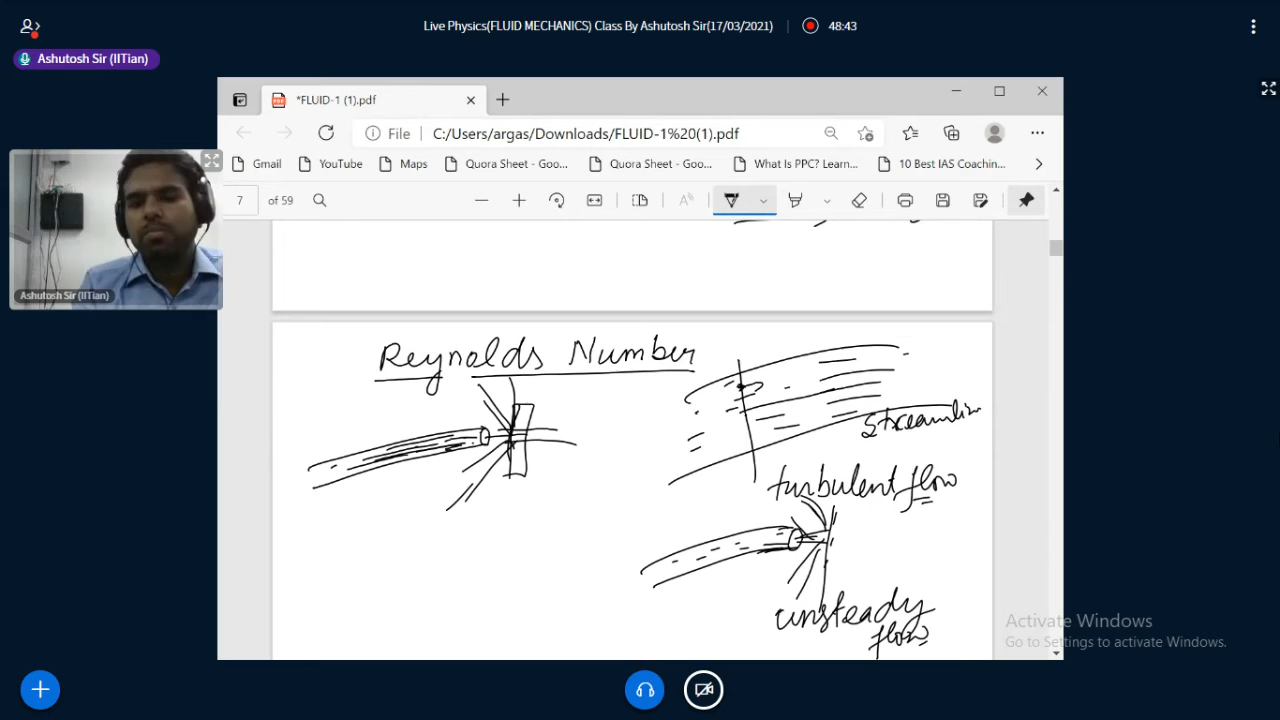 Live Physics(FLUID MECHANICS) Class By Ashutosh Sir(17/03/2021)
48:43
Ashutosh Sir (IITian)
*FLUID-1 (1).pdf
File
C:/Users/argas/Downloads/FLUID-1%20(1).pdf
Gmail
YouTube
Maps
Quora Sheet - Goo...
Quora Sheet - Goo...
What Is PPC? Learn...
10 Best IAS Coachin...
7
of 59
Ashutosh Sir (IITian)
Reynolds Number
Streamlin
turbulent flow
unsteady
flow
Activate Windows
Go to Settings to activate Windows.